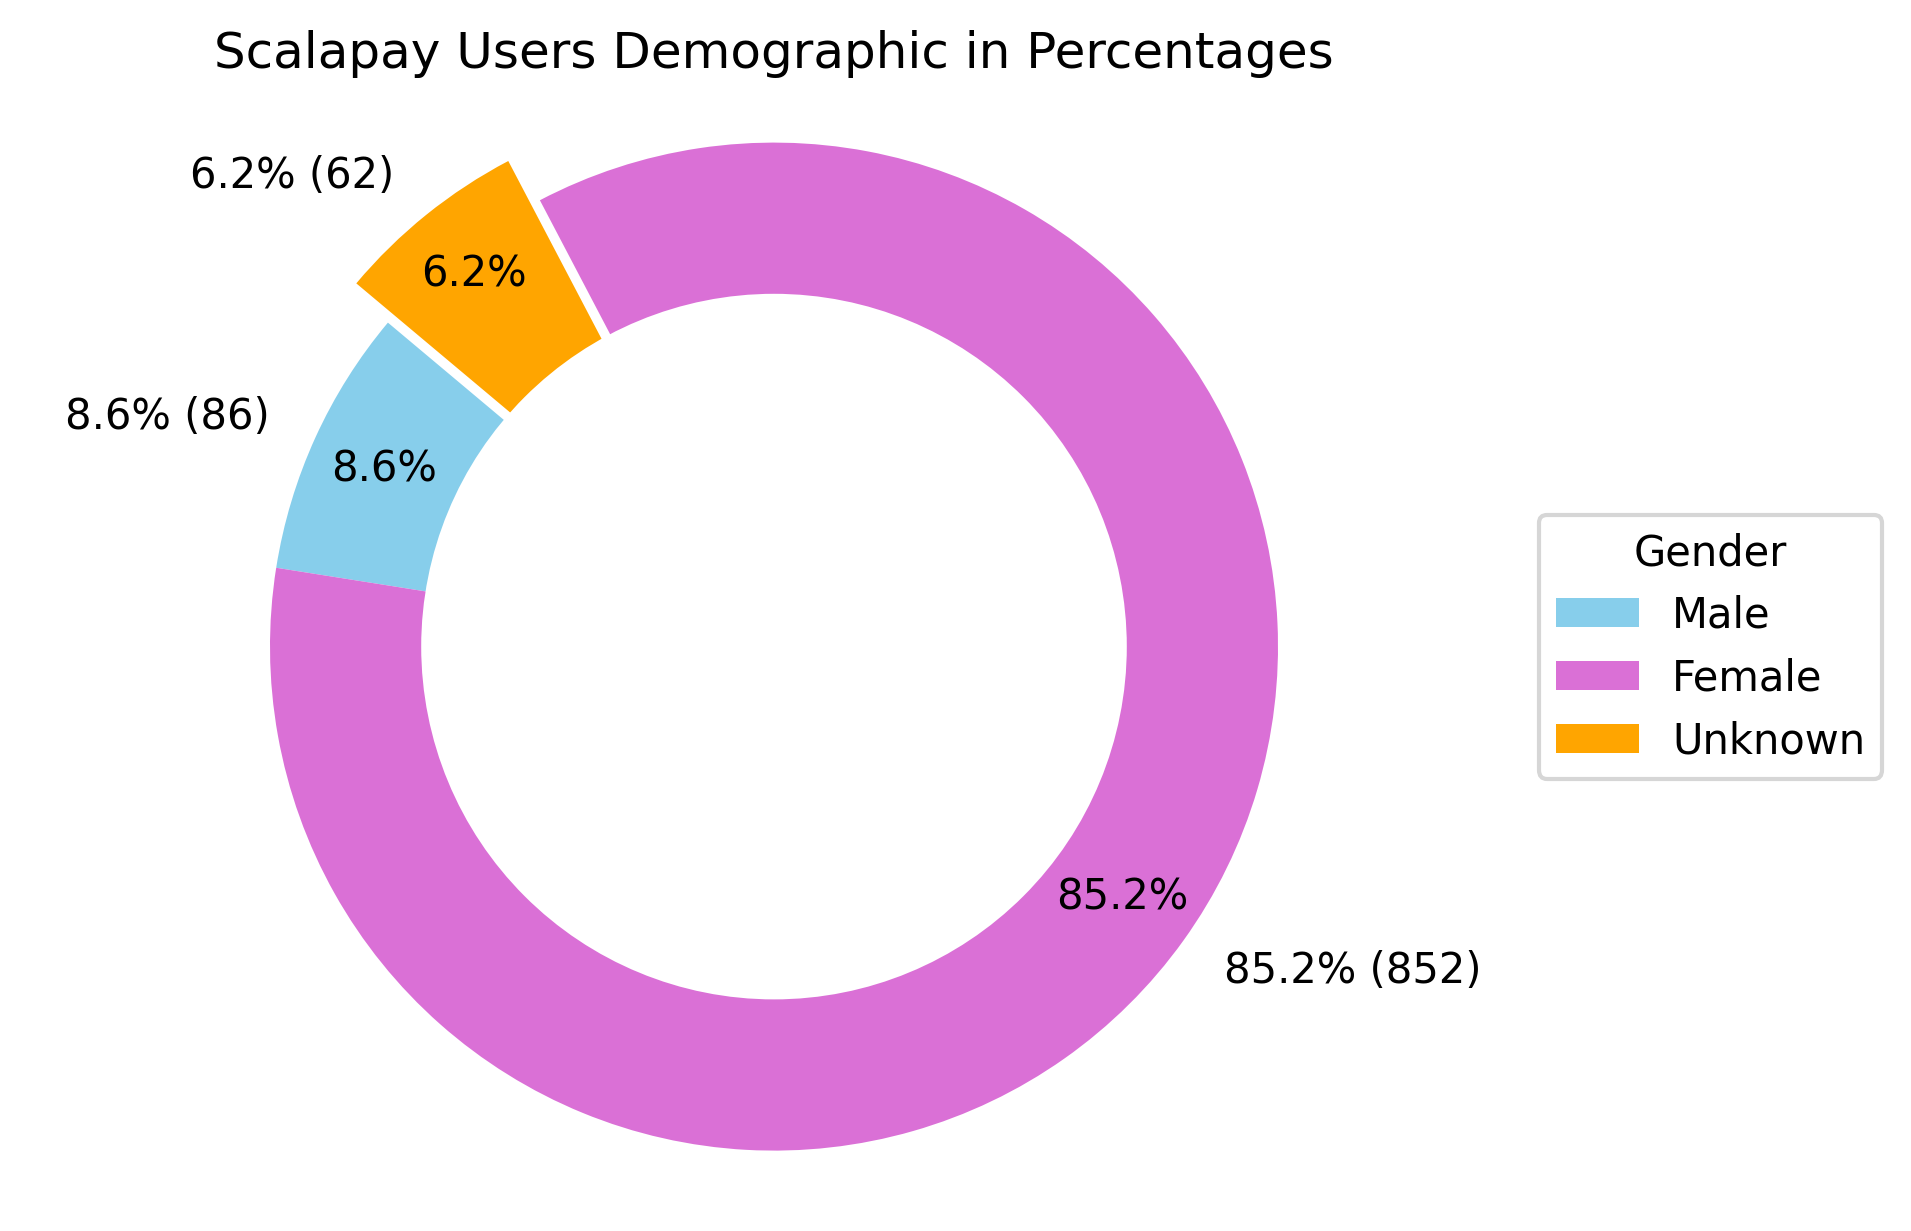 Scalapay Users Demographic in Percentages
6.2% (62)
6.2%
8.6% (86)
8.6%
85.2%
85.2% (852)
Gender
Male
Female
Unknown